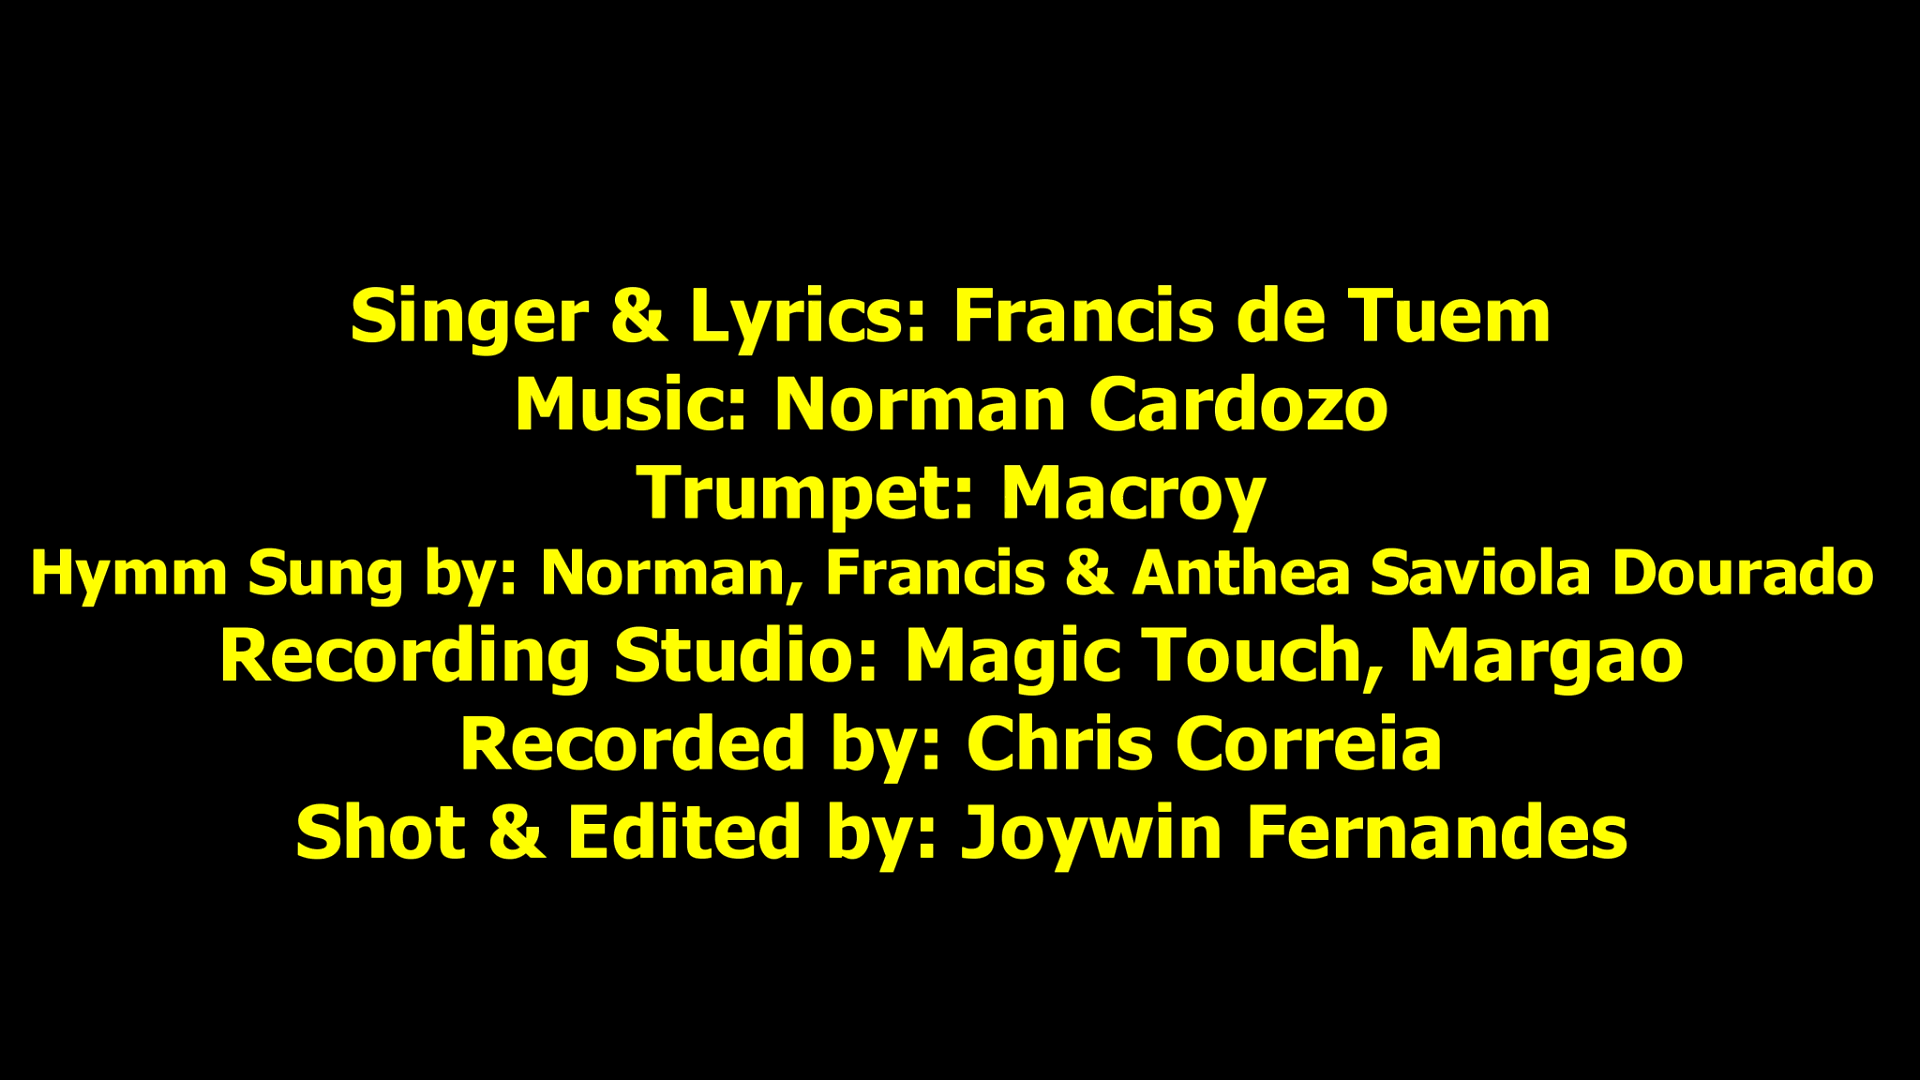 Singer & Lyrics: Francis de Tuem
Music: Norman Cardozo
Trumpet: Macroy
Hymm Sung by: Norman, Francis & Anthea Saviola Dourado
Recording Studio: Magic Touch, Margao
Recorded by: Chris Correia
Shot & Edited by: Joywin Fernandes